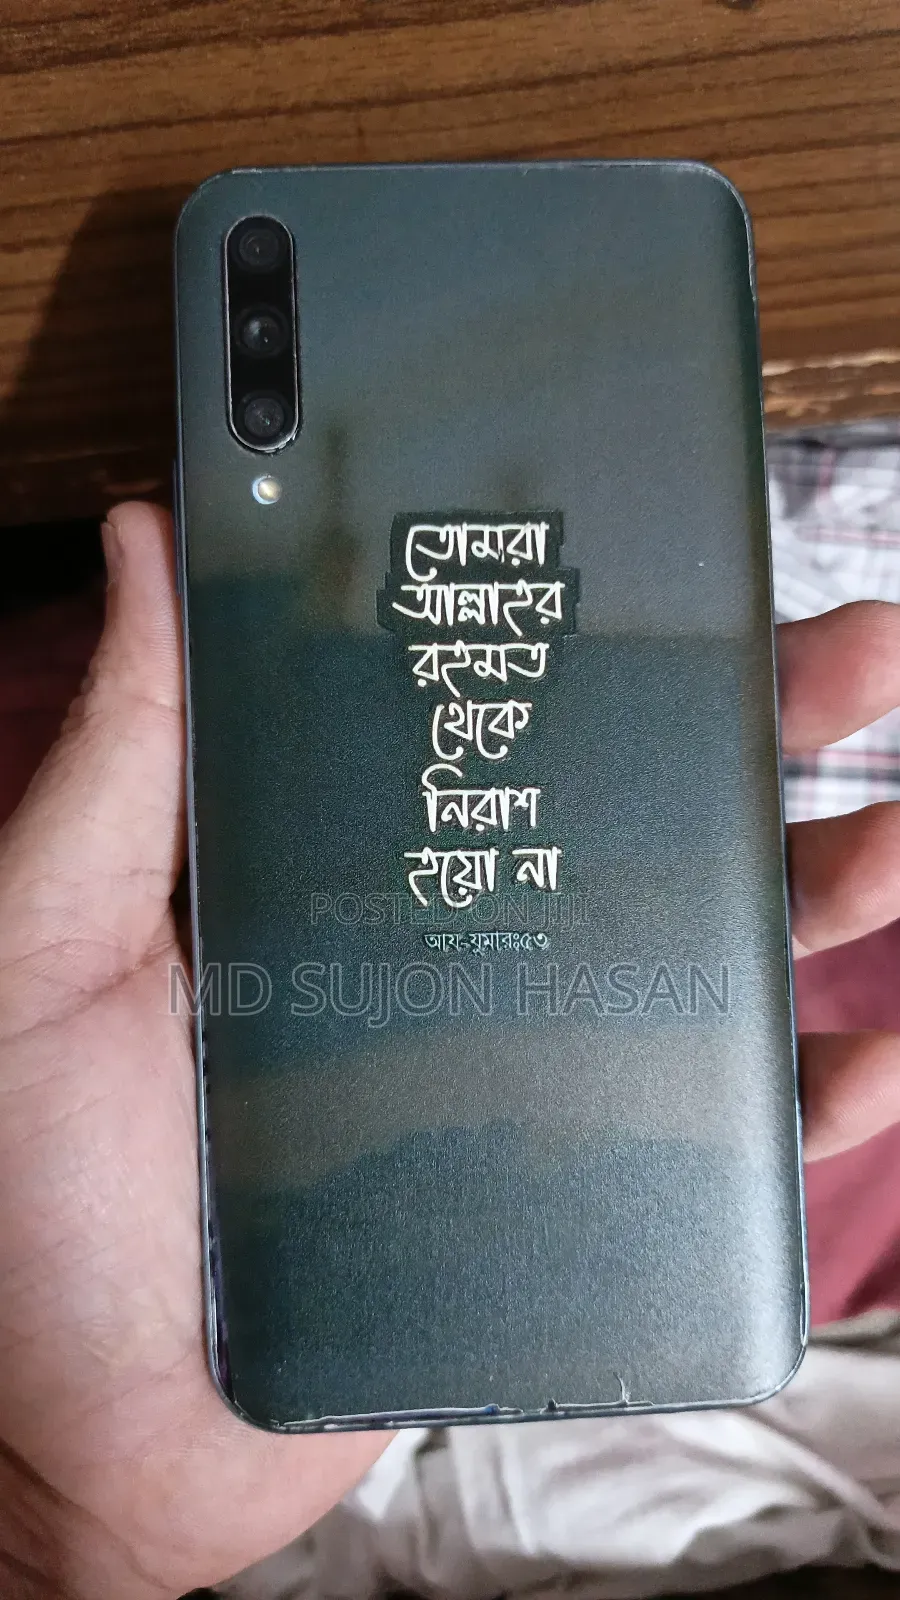 তোমরা
আল্লাহর
রহমত
থেকে
নিরাশ
হয়ো না
POSTED ON JIJI
আয-যুমারঃ৫৩
MD SUJON HASAN